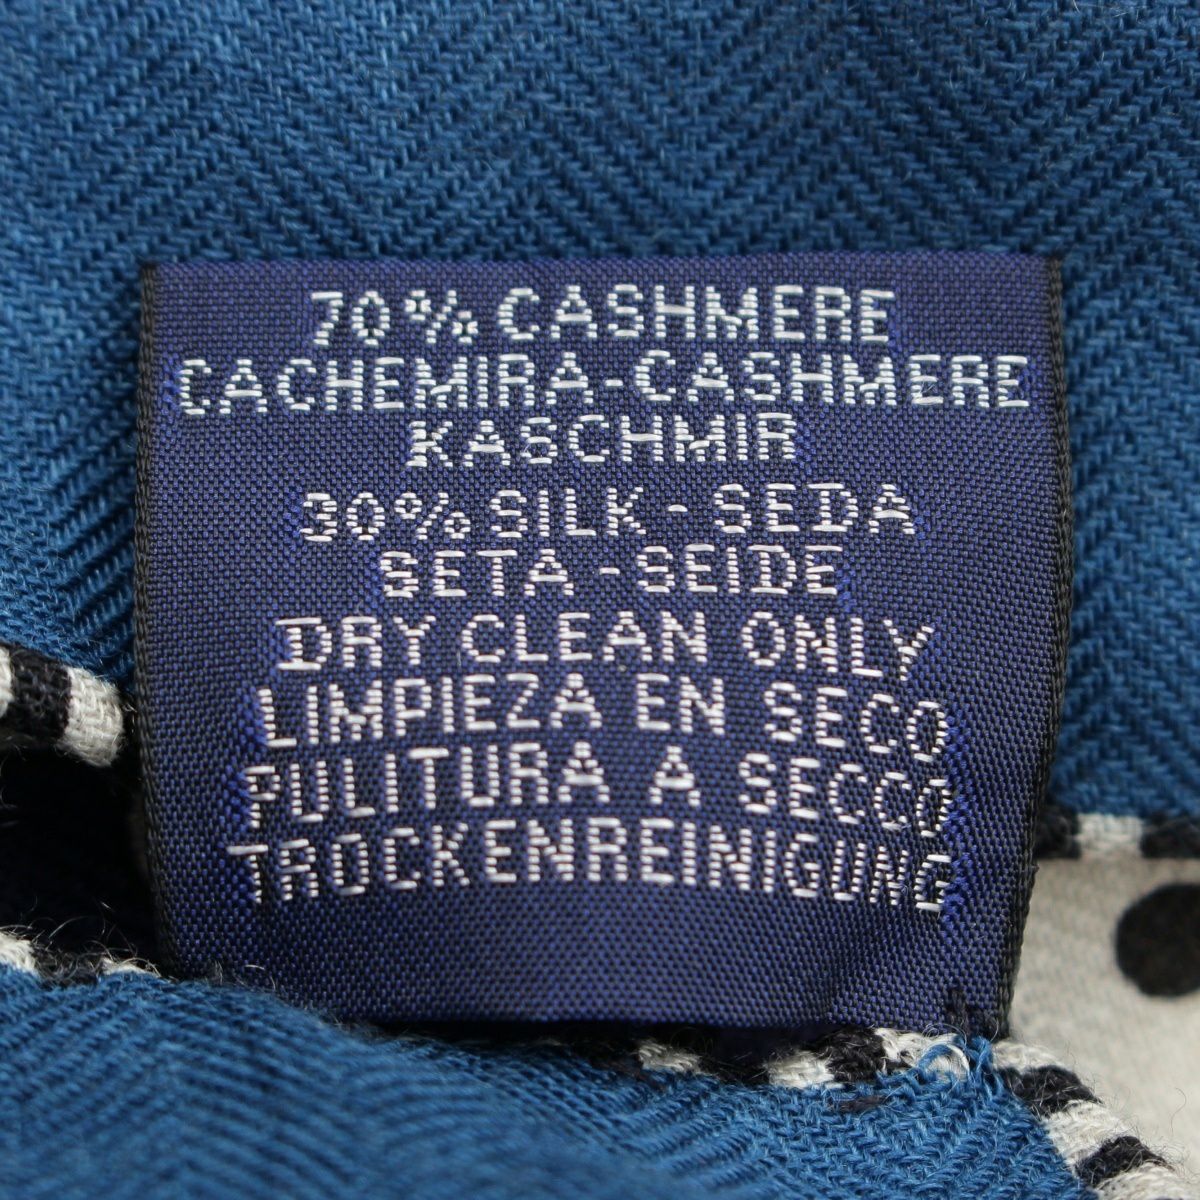 70% CASHMERE
CACHEMIRA-CASHMERE
KASCHMIR
30% SILK - SEDA
SETA - SEIDE
DRY CLEAN ONLY
LIMPIEZA EN SECO
PULITURA A SECCO
TROCKENREINIGUNG